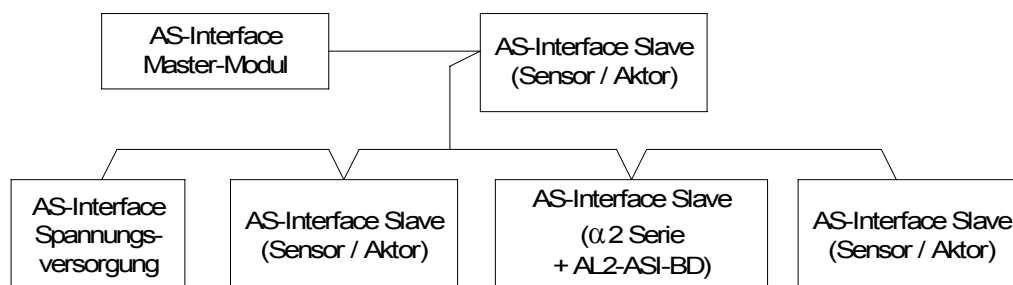 AS-Interface
Master-Modul
AS-Interface Slave
(Sensor / Aktor)
AS-Interface
Spannungs-
versorgung
AS-Interface Slave
(Sensor / Aktor)
AS-Interface Slave
(α2 Serie
+ AL2-ASI-BD)
AS-Interface Slave
(Sensor / Aktor)